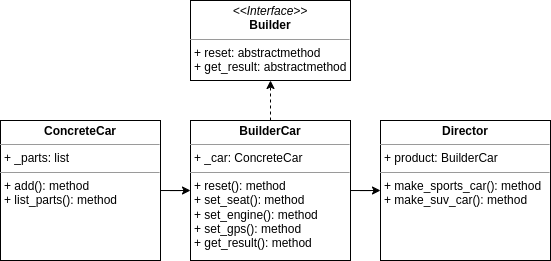 <<Interface>>
Builder
+ reset: abstractmethod
+ get_result: abstractmethod
ConcreteCar
+ _parts: list
+ add(): method
+ list_parts(): method
BuilderCar
+ _car: ConcreteCar
+ reset(): method
+ set_seat(): method
+ set_engine(): method
+ set_gps(): method
+ get_result(): method
Director
+ product: BuilderCar
+ make_sports_car(): method
+ make_suv_car(): method